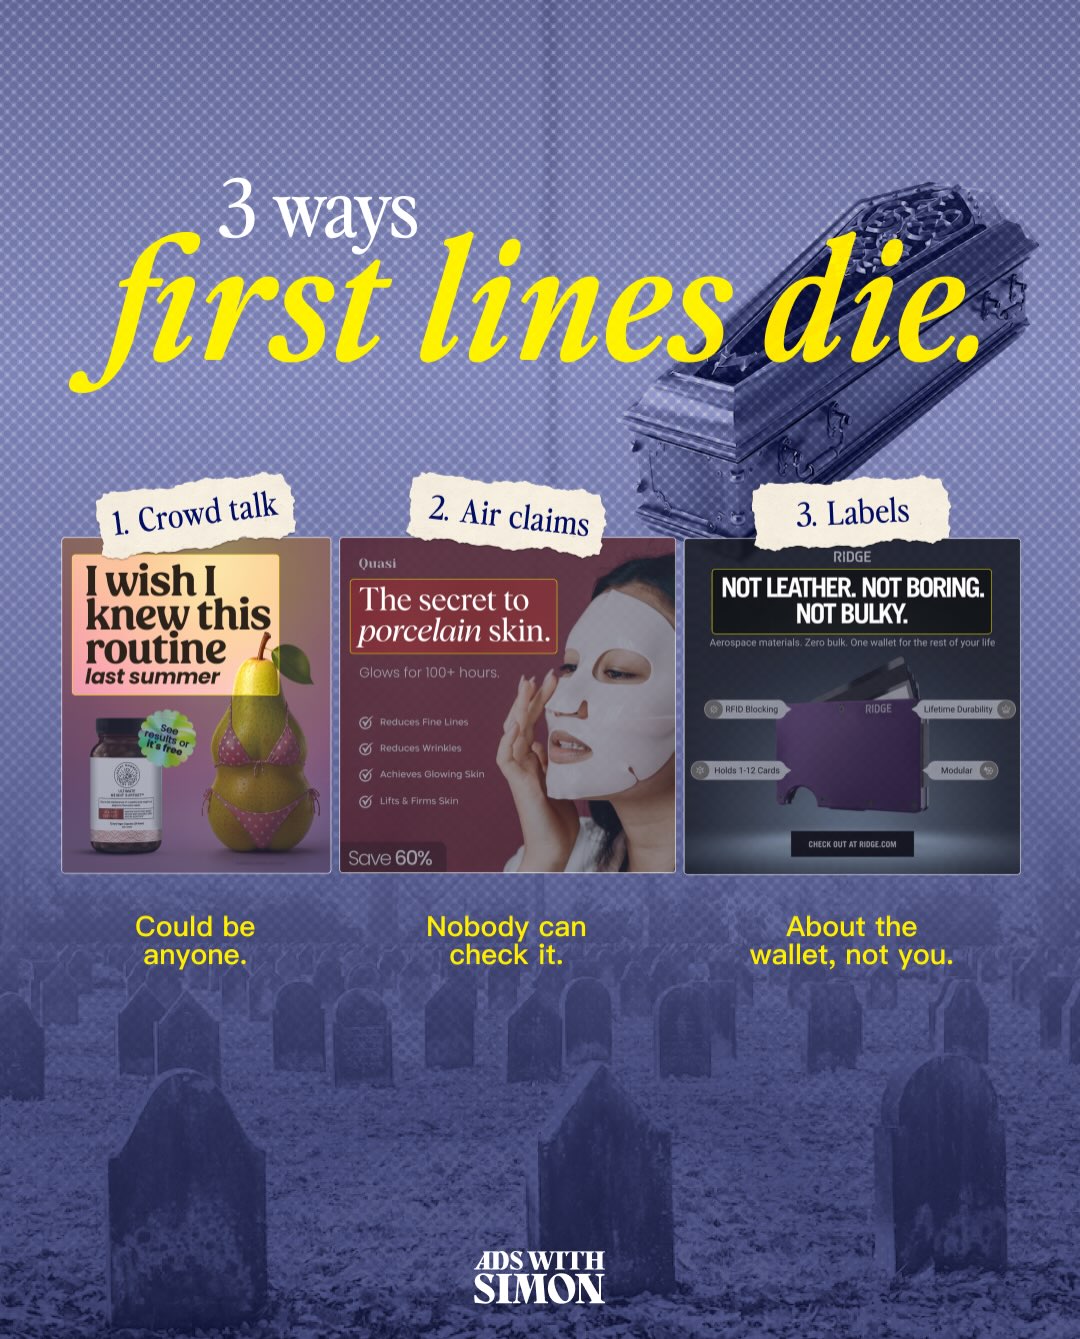 3 ways
first lines die.
1. Crowd talk
I wish I
knew this
routine
last summer
See
results or
it's free
ULTIMATE
WEIGHT SUPPORT
Could be
anyone.
2. Air claims
Quasi
The secret to
porcelain skin.
Glows for 100+ hours.
Reduces Fine Lines
Reduces Wrinkles
Achieves Glowing Skin
Lifts & Firms Skin
Save 60%
Nobody can
check it.
3. Labels
RIDGE
NOT LEATHER. NOT BORING.
NOT BULKY.
Aerospace materials. Zero bulk. One wallet for the rest of your life
RFID Blocking
RIDGE
Lifetime Durability
Holds 1-12 Cards
Modular
CHECK OUT AT RIDGE.COM
About the
wallet, not you.
ADS WITH
SIMON